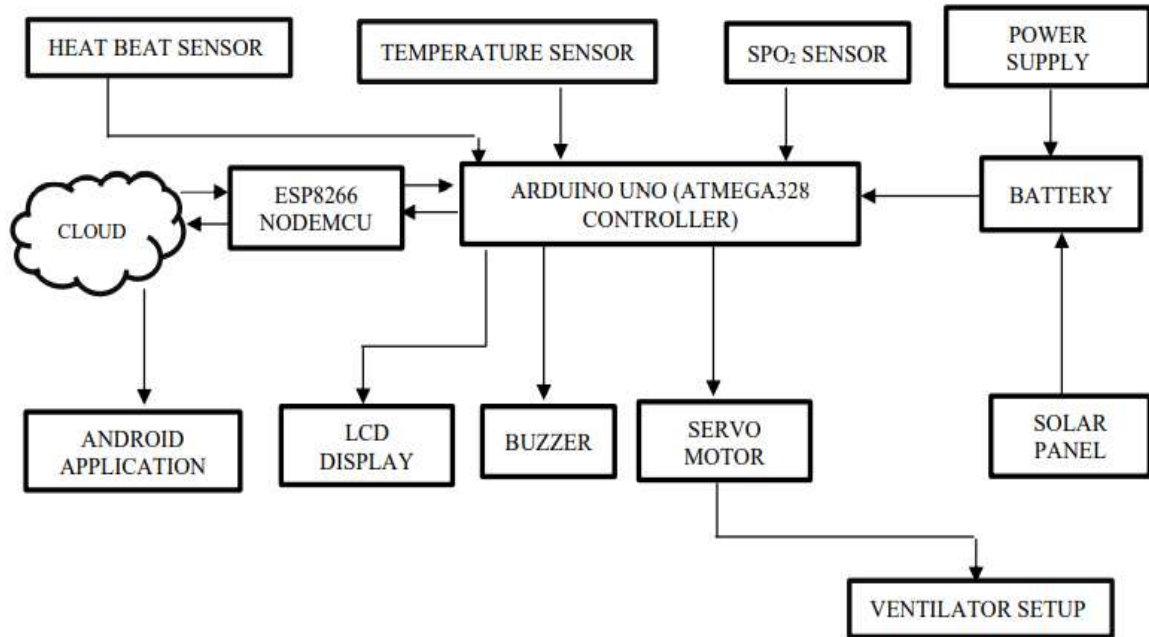 HEAT BEAT SENSOR
TEMPERATURE SENSOR
SPO₂ SENSOR
POWER
SUPPLY
CLOUD
ESP8266
NODEMCU
ARDUINO UNO (ATMEGA328
CONTROLLER)
BATTERY
ANDROID
APPLICATION
LCD
DISPLAY
BUZZER
SERVO
MOTOR
SOLAR
PANEL
VENTILATOR SETUP